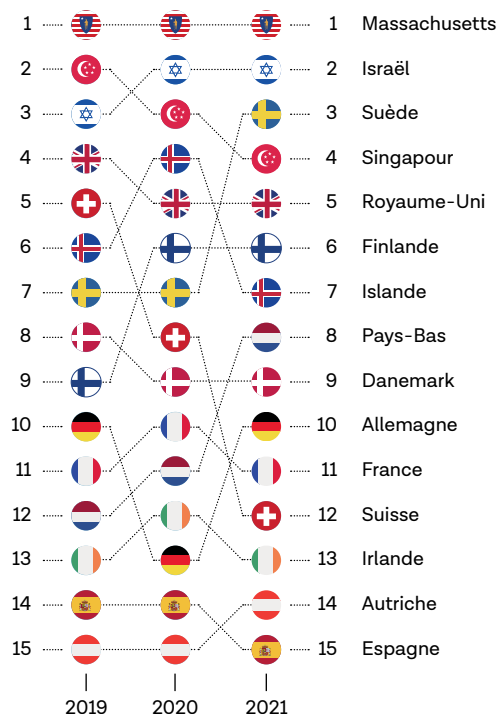 1 1 Massachusetts
2 2 Israël
3 3 Suède
4 4 Singapour
5 5 Royaume-Uni
6 6 Finlande
7 7 Islande
8 8 Pays-Bas
9 9 Danemark
10 10 Allemagne
11 11 France
12 12 Suisse
13 13 Irlande
14 14 Autriche
15 15 Espagne
2019 2020 2021